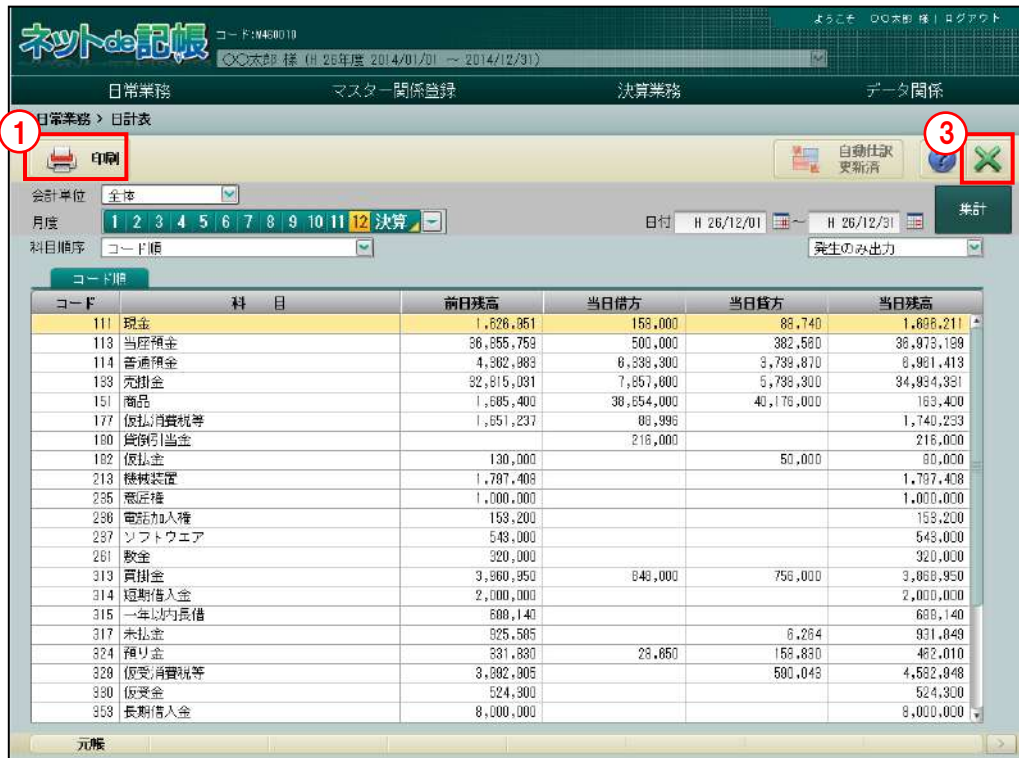 ようこそ 〇〇太郎 様 | ログアウト
ネットde記帳 コード:N460010
〇〇太郎 様 (H 26年度 2014/01/01 ～ 2014/12/31)
日常業務 マスター関係登録 決算業務 データ関係
日常業務 > 日計表
1 3
印刷 自動仕訳 更新済 ?
会計単位 全体
月度 1 2 3 4 5 6 7 8 9 10 11 12 決算 日付 H 26/12/01 ～ H 26/12/31 集計
科目順序 コード順 発生のみ出力
コード順
コード 科 目 前日残高 当日借方 当日貸方 当日残高
111 現金 1,626,951 158,000 88,740 1,696,211
113 当座預金 36,855,759 500,000 382,560 36,973,199
114 普通預金 4,362,983 6,338,300 3,739,870 6,961,413
133 売掛金 32,815,031 7,857,600 5,738,300 34,934,331
151 商品 1,685,400 38,654,000 40,176,000 163,400
177 仮払消費税等 1,651,237 88,996 1,740,233
180 貸倒引当金 216,000 216,000
182 仮払金 130,000 50,000 80,000
213 機械装置 1,797,408 1,797,408
235 意匠権 1,000,000 1,000,000
236 電話加入権 153,200 153,200
237 ソフトウエア 543,000 543,000
261 敷金 320,000 320,000
313 買掛金 3,960,950 848,000 756,000 3,868,950
314 短期借入金 2,000,000 2,000,000
315 一年以内長借 688,140 688,140
317 未払金 925,585 6,264 931,849
324 預り金 331,830 28,650 158,830 462,010
329 仮受消費税等 3,992,905 590,043 4,582,948
330 仮受金 524,300 524,300
353 長期借入金 8,000,000 8,000,000
元帳